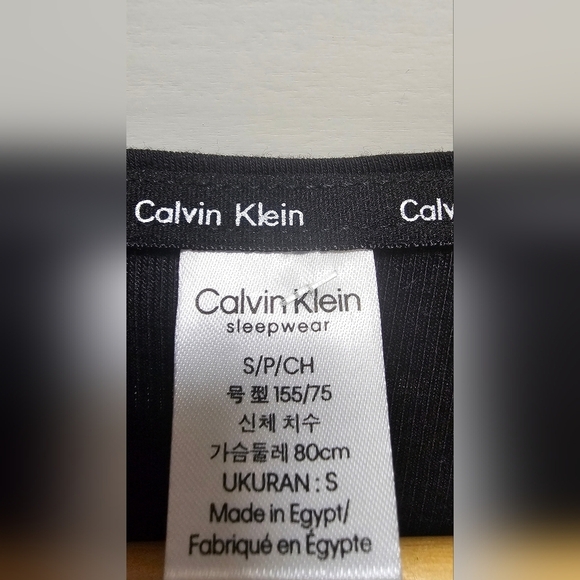 Calvin Klein Calv
Calvin Klein
sleepwear
S/P/CH
号型 155/75
신체 치수
가슴둘레 80cm
UKURAN : S
Made in Egypt/
Fabriqué en Égypte